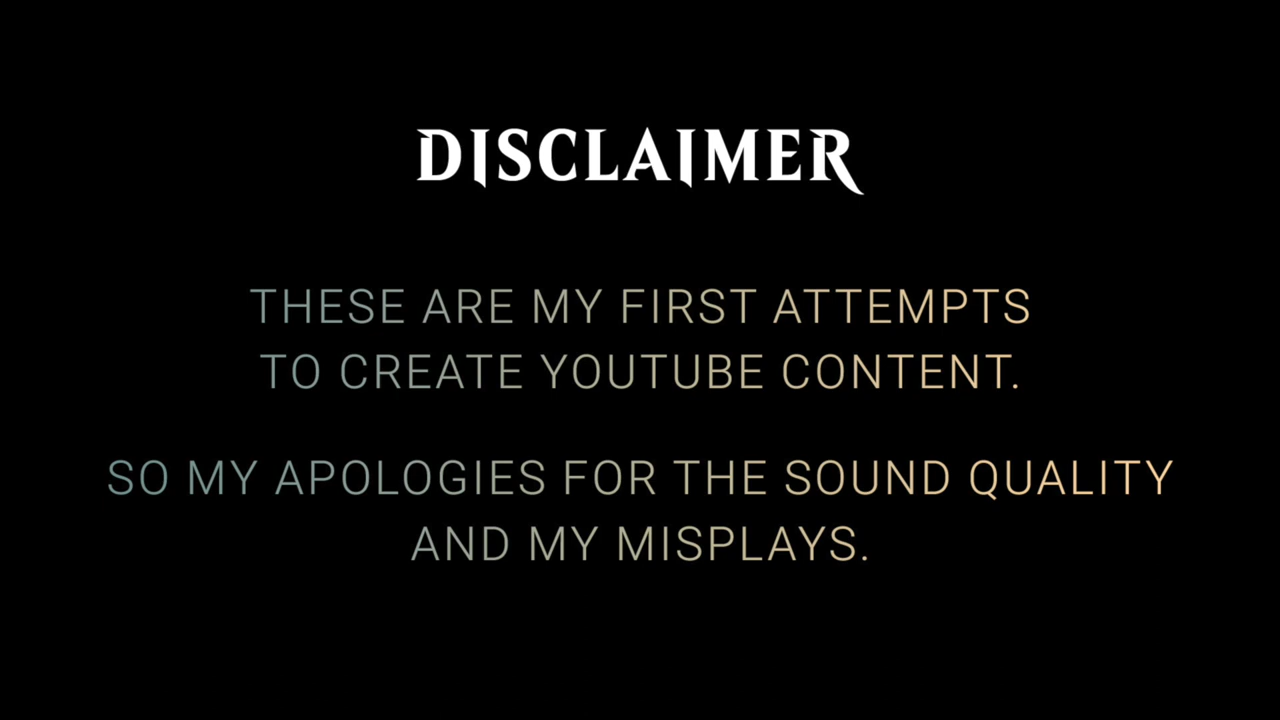 DISCLAIMER
THESE ARE MY FIRST ATTEMPTS
TO CREATE YOUTUBE CONTENT.
SO MY APOLOGIES FOR THE SOUND QUALITY
AND MY MISPLAYS.